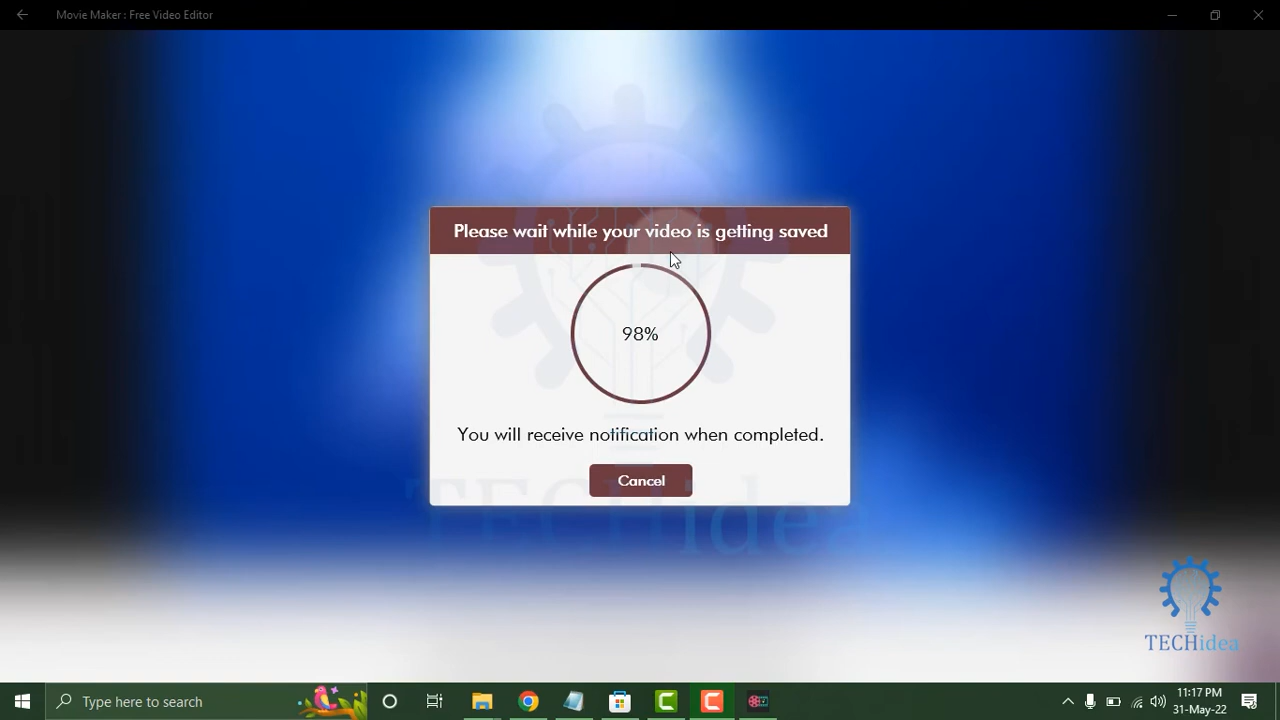 Movie Maker : Free Video Editor
Please wait while your video is getting saved
98%
You will receive notification when completed.
Cancel
TECHidea
TECHidea
Type here to search
11:17 PM
31-May-22